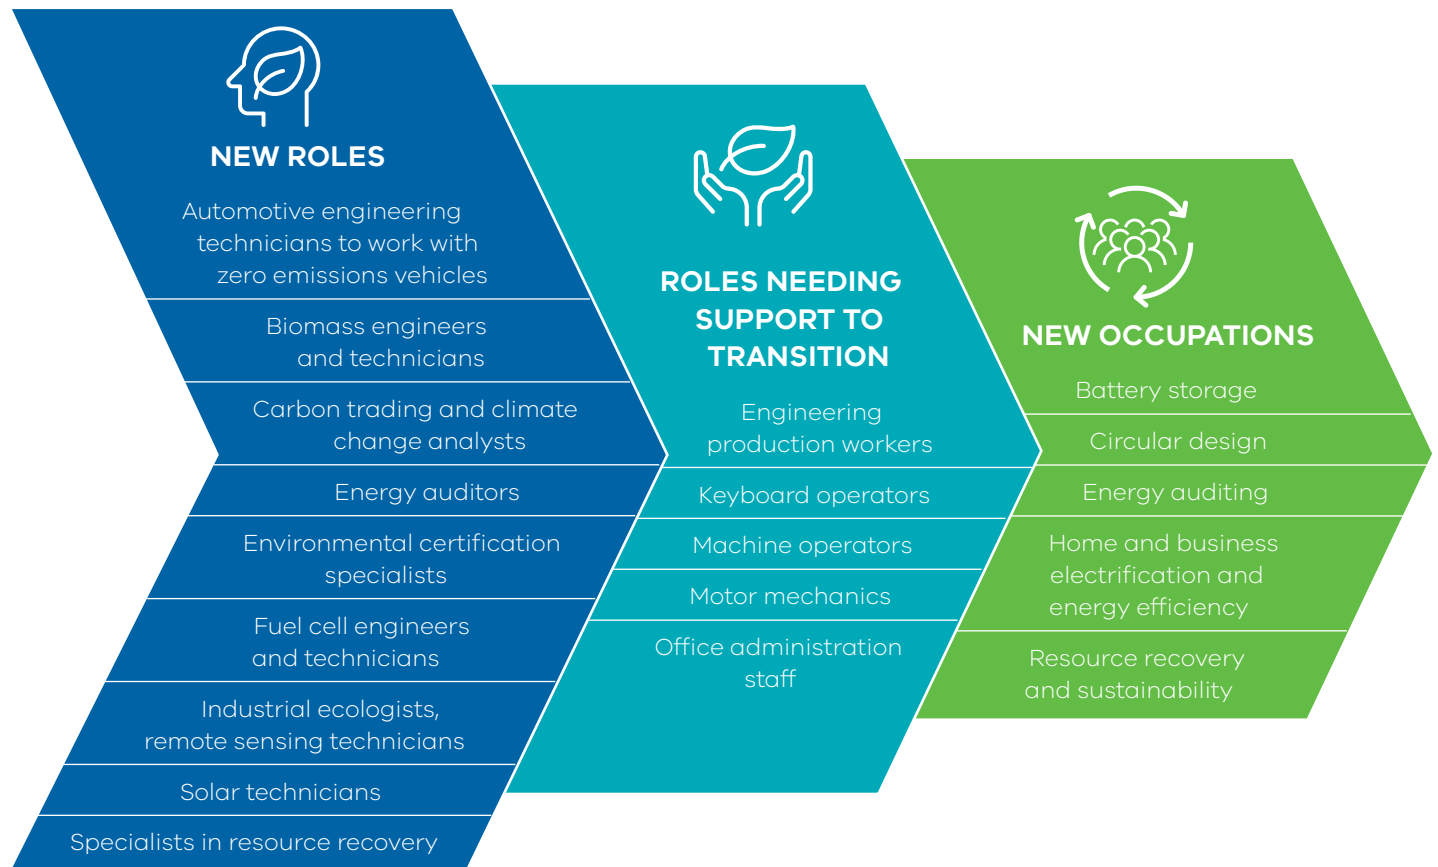 NEW ROLES
Automotive engineering
technicians to work with
zero emissions vehicles
Biomass engineers
and technicians
Carbon trading and climate
change analysts
Energy auditors
Environmental certification
specialists
Fuel cell engineers
and technicians
Industrial ecologists,
remote sensing technicians
Solar technicians
Specialists in resource recovery
ROLES NEEDING
SUPPORT TO
TRANSITION
Engineering
production workers
Keyboard operators
Machine operators
Motor mechanics
Office administration
staff
NEW OCCUPATIONS
Battery storage
Circular design
Energy auditing
Home and business
electrification and
energy efficiency
Resource recovery
and sustainability